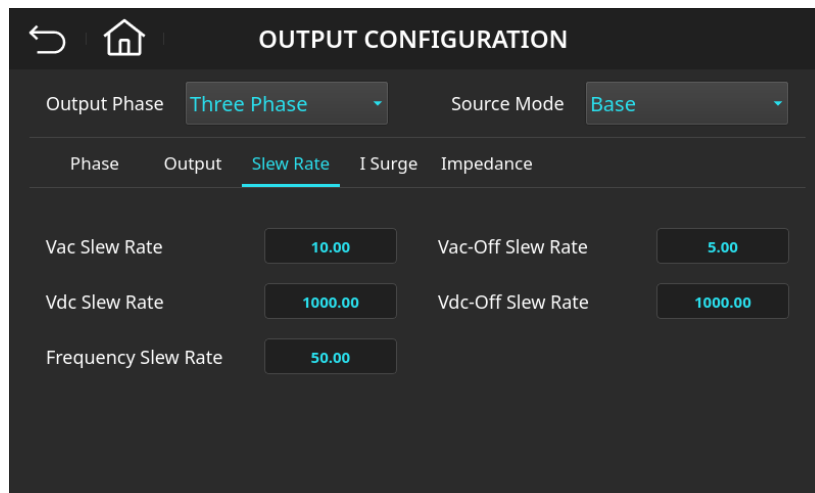 OUTPUT CONFIGURATION
Output Phase Three Phase Source Mode Base
Phase Output Slew Rate I Surge Impedance
Vac Slew Rate 10.00 Vac-Off Slew Rate 5.00
Vdc Slew Rate 1000.00 Vdc-Off Slew Rate 1000.00
Frequency Slew Rate 50.00